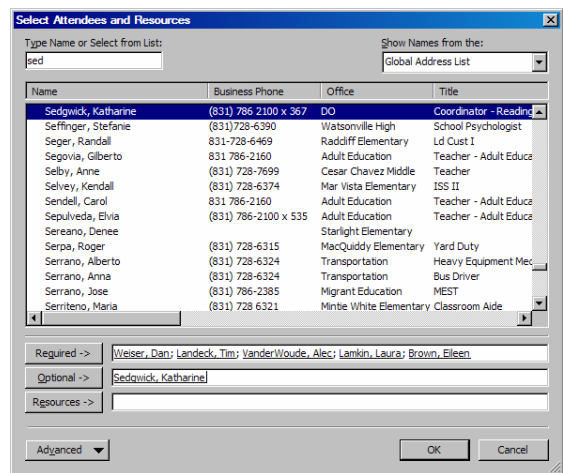 Select Attendees and Resources
Type Name or Select from List:
Show Names from the:
sed
Global Address List
Name Business Phone Office Title
Sedgwick, Katharine (831) 786 2100 x 367 DO Coordinator - Reading
Seffinger, Stefanie (831)728-6390 Watsonville High School Psychologist
Seger, Randall 831-728-6469 Radcliff Elementary Ld Cust I
Segovia, Gilberto 831 786-2160 Adult Education Teacher - Adult Educa
Selby, Anne (831) 728-7699 Cesar Chavez Middle Teacher
Selvey, Kendall (831) 728-6374 Mar Vista Elementary ISS II
Sendell, Carol 831 786-2160 Adult Education Teacher - Adult Educa
Sepulveda, Elvia (831) 786-2100 x 535 Adult Education Teacher - Adult Educa
Sereano, Denee Starlight Elementary
Serpa, Roger (831) 728-6315 MacQuiddy Elementary Yard Duty
Serrano, Alberto (831) 728-6324 Transportation Heavy Equipment Mec
Serrano, Anna (831) 728-6324 Transportation Bus Driver
Serrano, Jose (831) 786-2385 Migrant Education MEST
Serriteno, Maria (831) 728 6321 Mintie White Elementary Classroom Aide
Required -> Weiser, Dan; Landeck, Tim; VanderWoude, Alec; Lamkin, Laura; Brown, Eileen
Optional -> Sedgwick, Katharine
Resources ->
Advanced OK Cancel